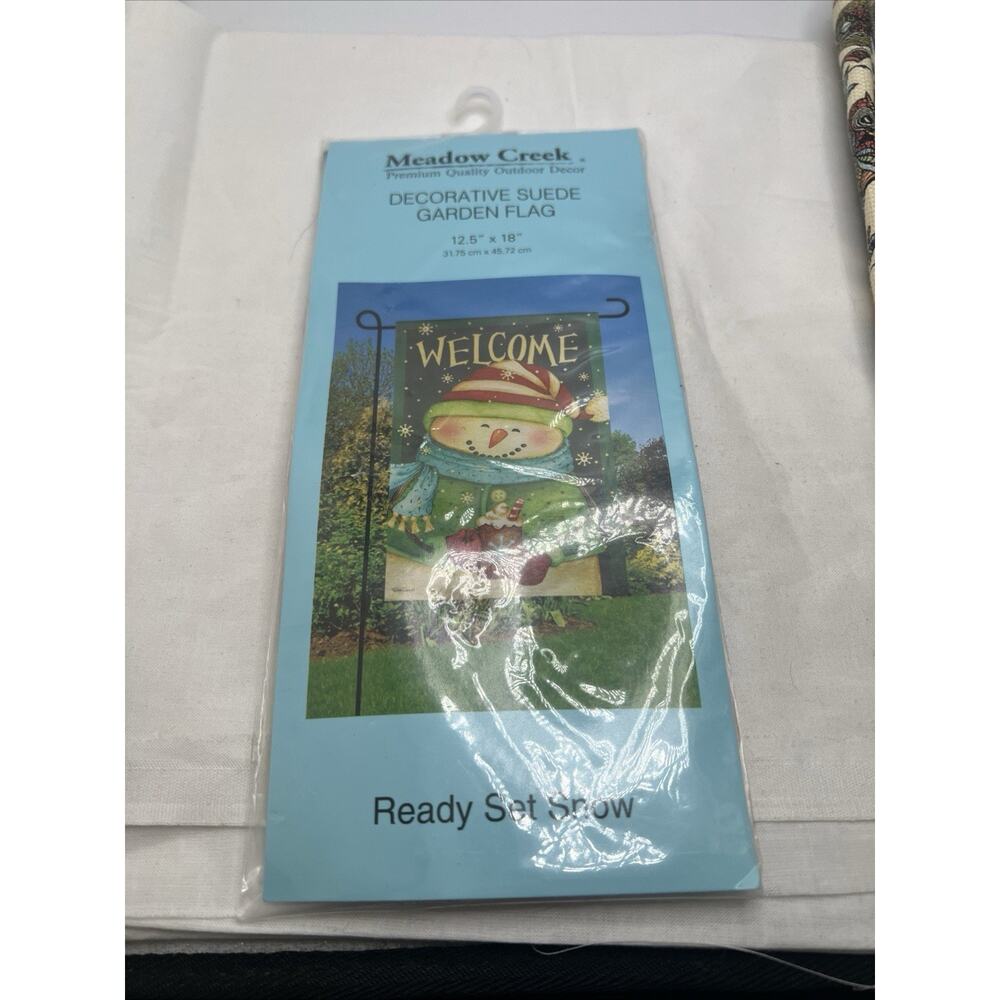 Meadow Creek
Premium Quality Outdoor Decor
DECORATIVE SUEDE
GARDEN FLAG
12.5" x 18"
31.75 cm x 45.72 cm
WELCOME
Ready Set Snow